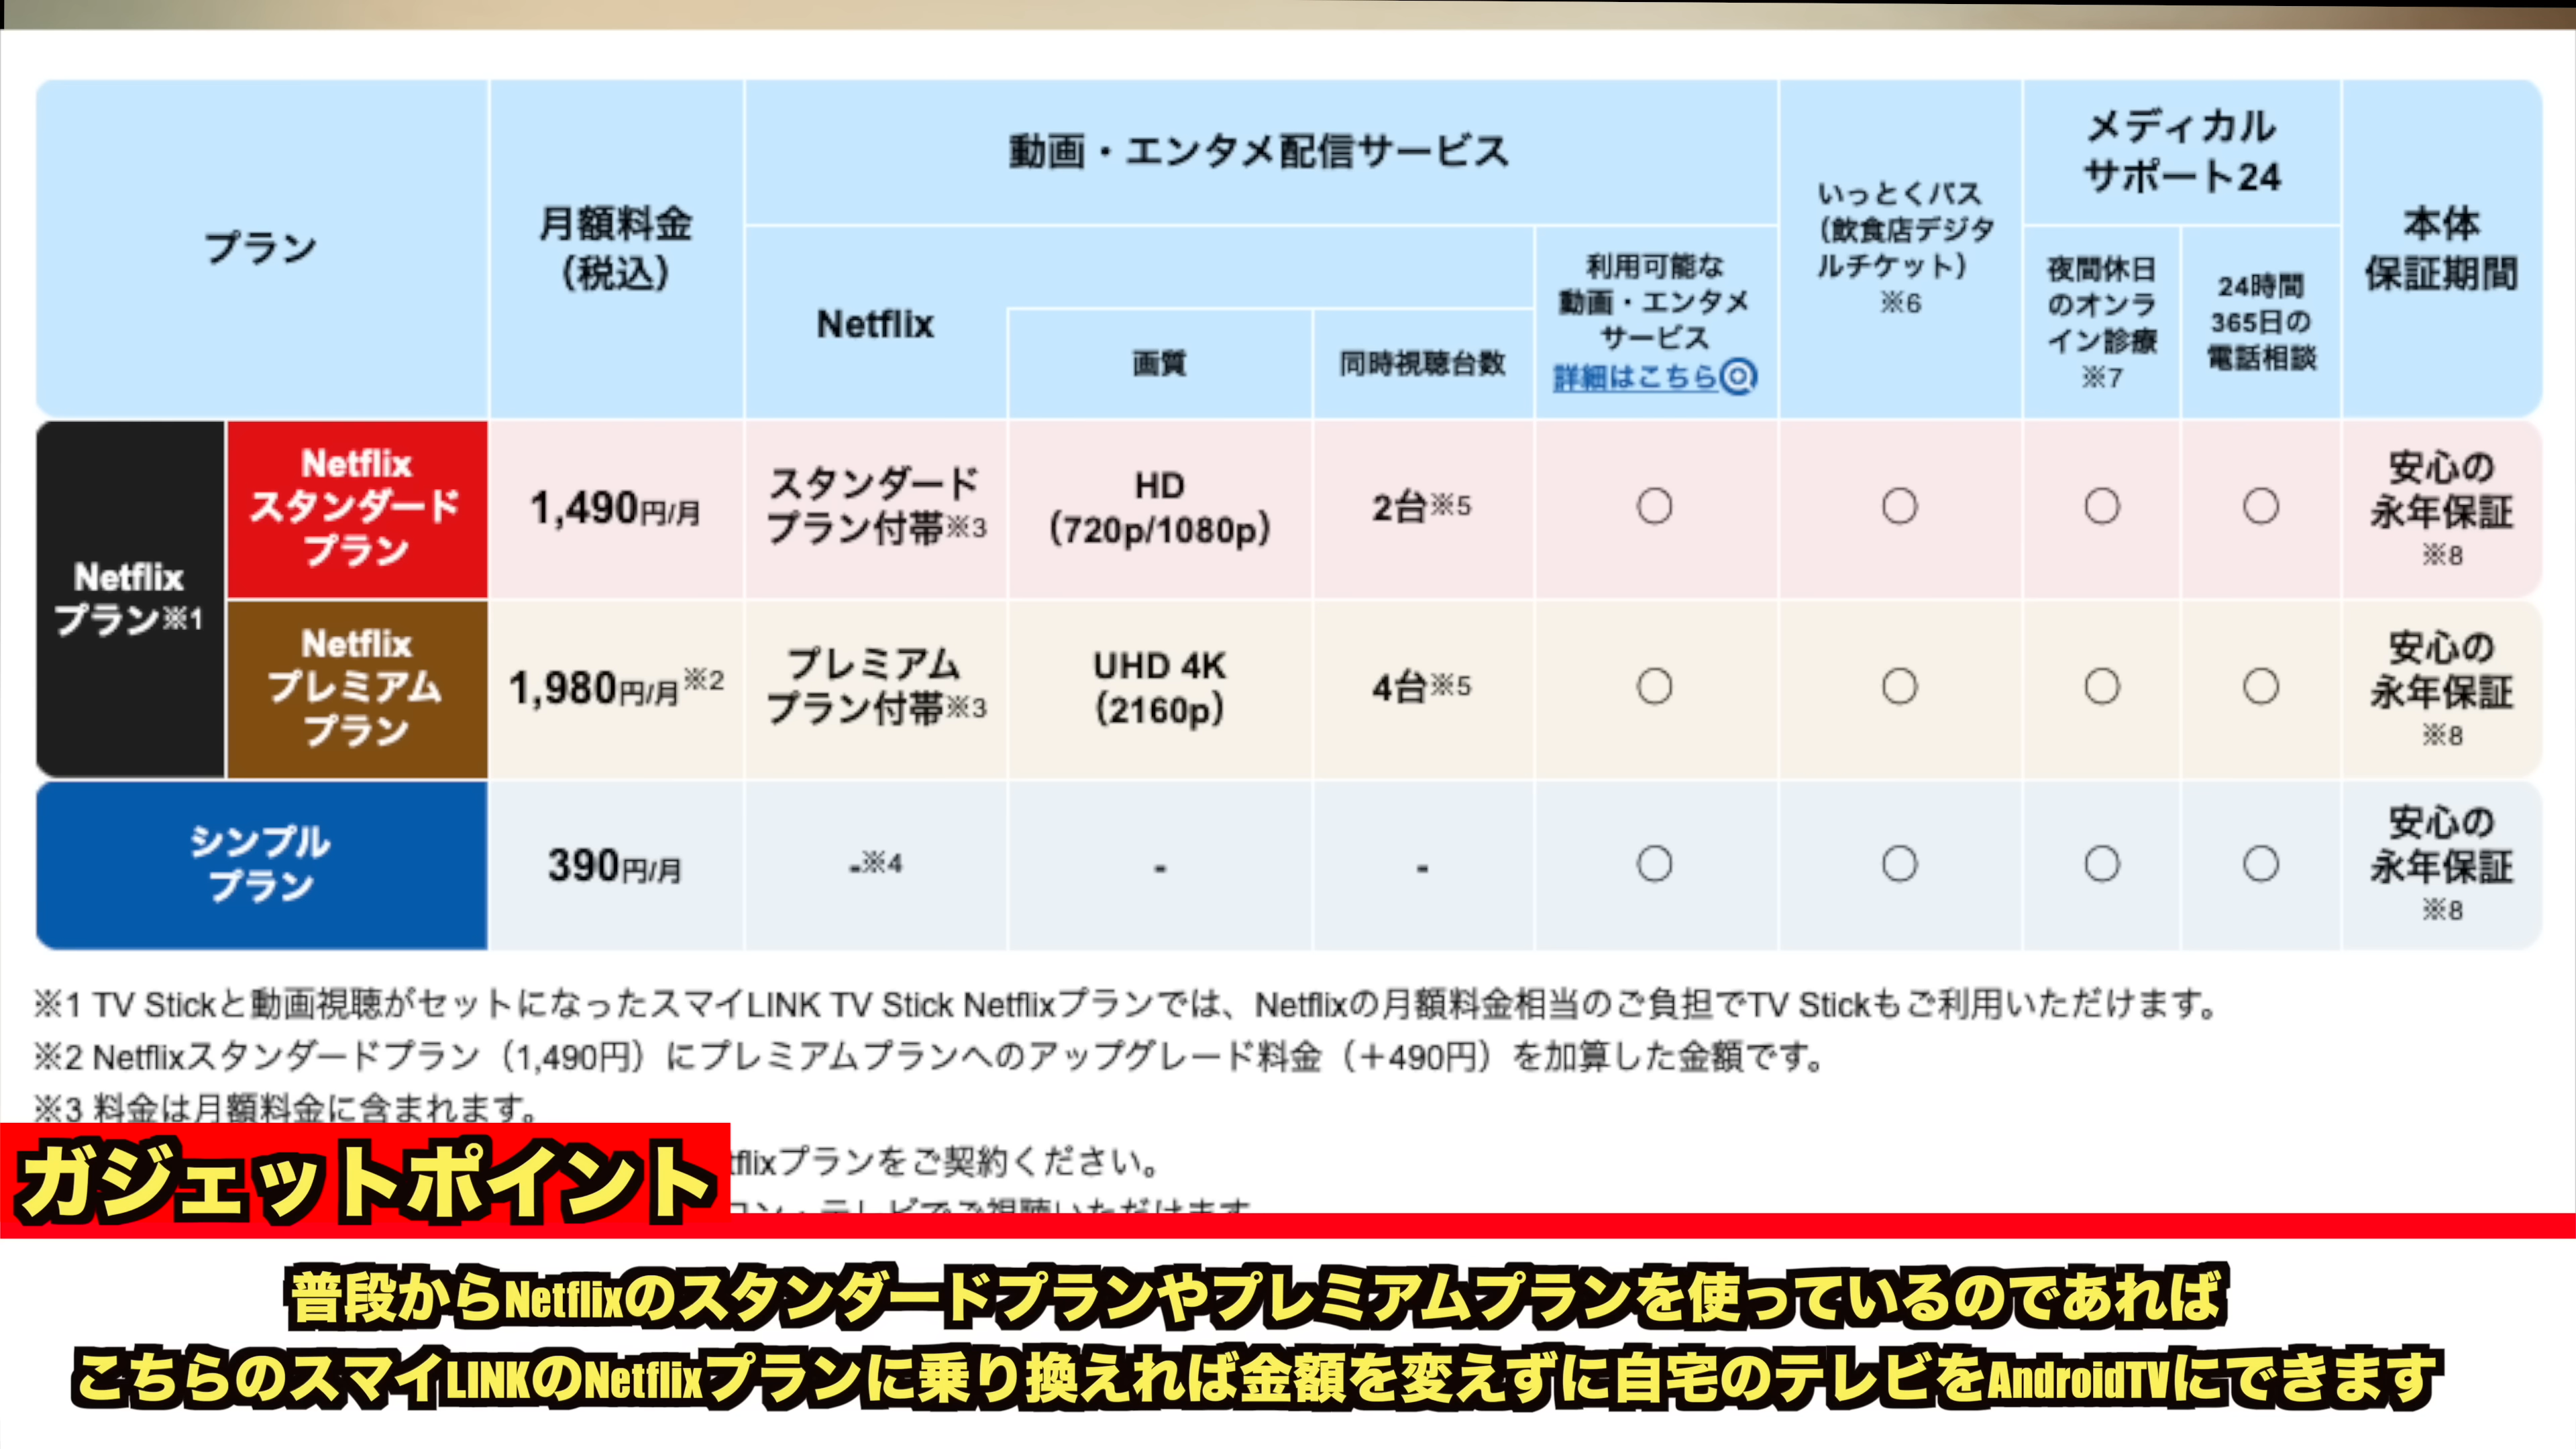 プラン
月額料金
（税込）
動画・エンタメ配信サービス
Netflix
画質
同時視聴台数
利用可能な
動画・エンタメ
サービス
詳細はこちら
いっとくパス
（飲食店デジタ
ルチケット）
※6
メディカル
サポート24
夜間休日
のオンラ
イン診療
※7
24時間
365日の
電話相談
本体
保証期間
Netflix
プラン※1
Netflix
スタンダード
プラン
1,490円/月
スタンダード
プラン付帯※3
HD
（720p/1080p）
2台※5
○
○
○
○
安心の
永年保証
※8
Netflix
プレミアム
プラン
1,980円/月※2
プレミアム
プラン付帯※3
UHD 4K
（2160p）
4台※5
○
○
○
○
安心の
永年保証
※8
シンプル
プラン
390円/月
-※4
-
-
○
○
○
○
安心の
永年保証
※8
※1 TV Stickと動画視聴がセットになったスマイLINK TV Stick Netflixプランでは、Netflixの月額料金相当のご負担でTV Stickもご利用いただけます。
※2 Netflixスタンダードプラン（1,490円）にプレミアムプランへのアップグレード料金（＋490円）を加算した金額です。
※3 料金は月額料金に含まれます。
flixプランをご契約ください。
コン・テレビでご視聴いただけます
ガジェットポイント
普段からNetflixのスタンダードプランやプレミアムプランを使っているのであれば
こちらのスマイLINKのNetflixプランに乗り換えれば金額を変えずに自宅のテレビをAndroidTVにできます